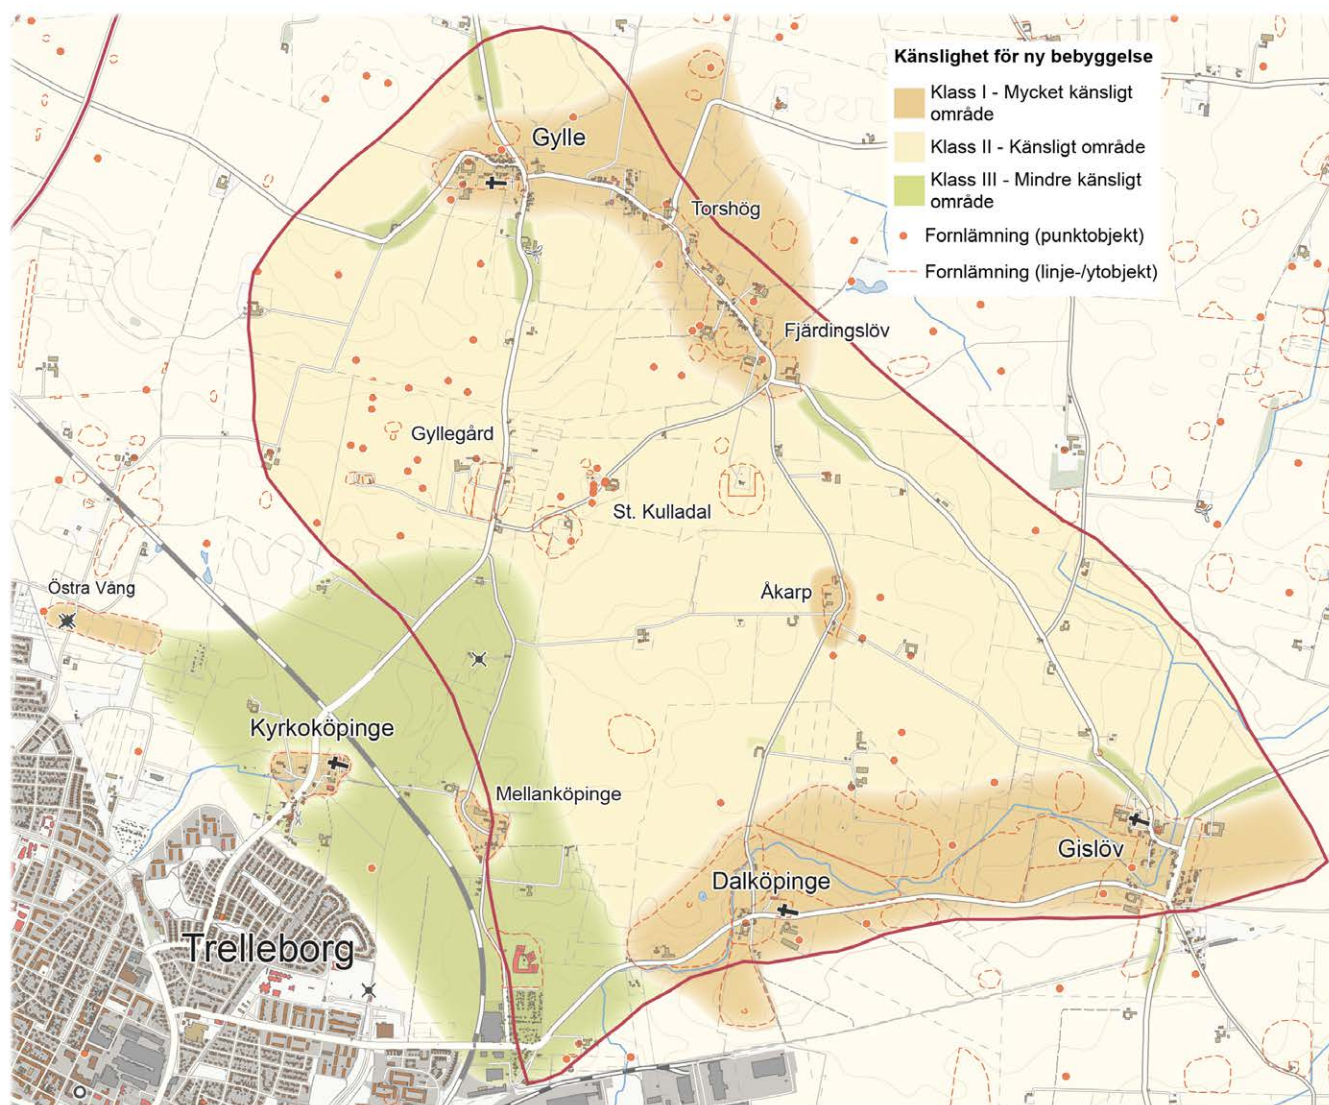 Känslighet för ny bebyggelse
Klass I - Mycket känsligt
område
Klass II - Känsligt område
Klass III - Mindre känsligt
område
Fornlämning (punktobjekt)
Fornlämning (linje-/ytobjekt)
Gylle
Torshög
Fjärdingslöv
Gyllegård
St. Kulladal
Åkarp
Östra Vång
Kyrkoköpinge
Mellanköpinge
Gislöv
Dalköpinge
Trelleborg